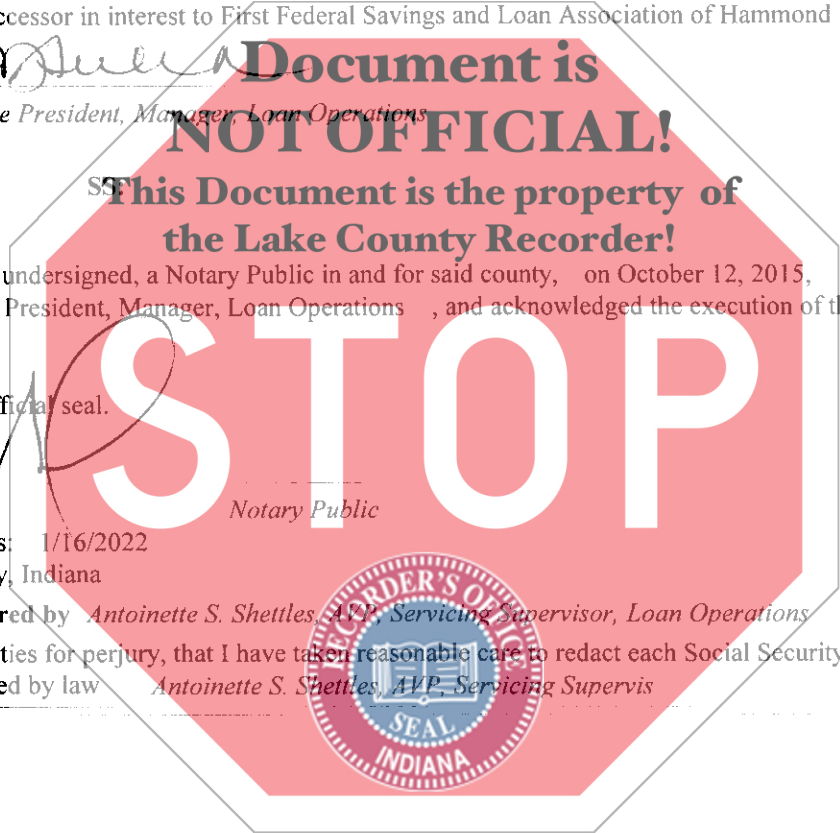 ccessor in interest to First Federal Savings and Loan Association of Hammond
Document is
e President, Manager, Loan Operations
NOT OFFICIAL!
SS:
This Document is the property of
the Lake County Recorder!
undersigned, a Notary Public in and for said county, on October 12, 2015,
President, Manager, Loan Operations , and acknowledged the execution of th
STOP
fficial seal.
Notary Public
s: 1/16/2022
y, Indiana
red by Antoinette S. Shettles, AVP, Servicing Supervisor, Loan Operations
ties for perjury, that I have taken reasonable care to redact each Social Security
ed by law Antoinette S. Shettles, AVP, Servicing Supervis
RECORDER'S OFFICE
SEAL
INDIANA